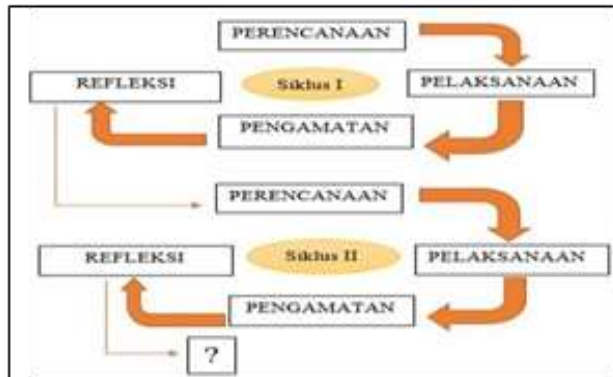 PERENCANAAN
REFLEKSI
Siklus I
PELAKSANAAN
PENGAMATAN
PERENCANAAN
REFLEKSI
Siklus II
PELAKSANAAN
PENGAMATAN
?